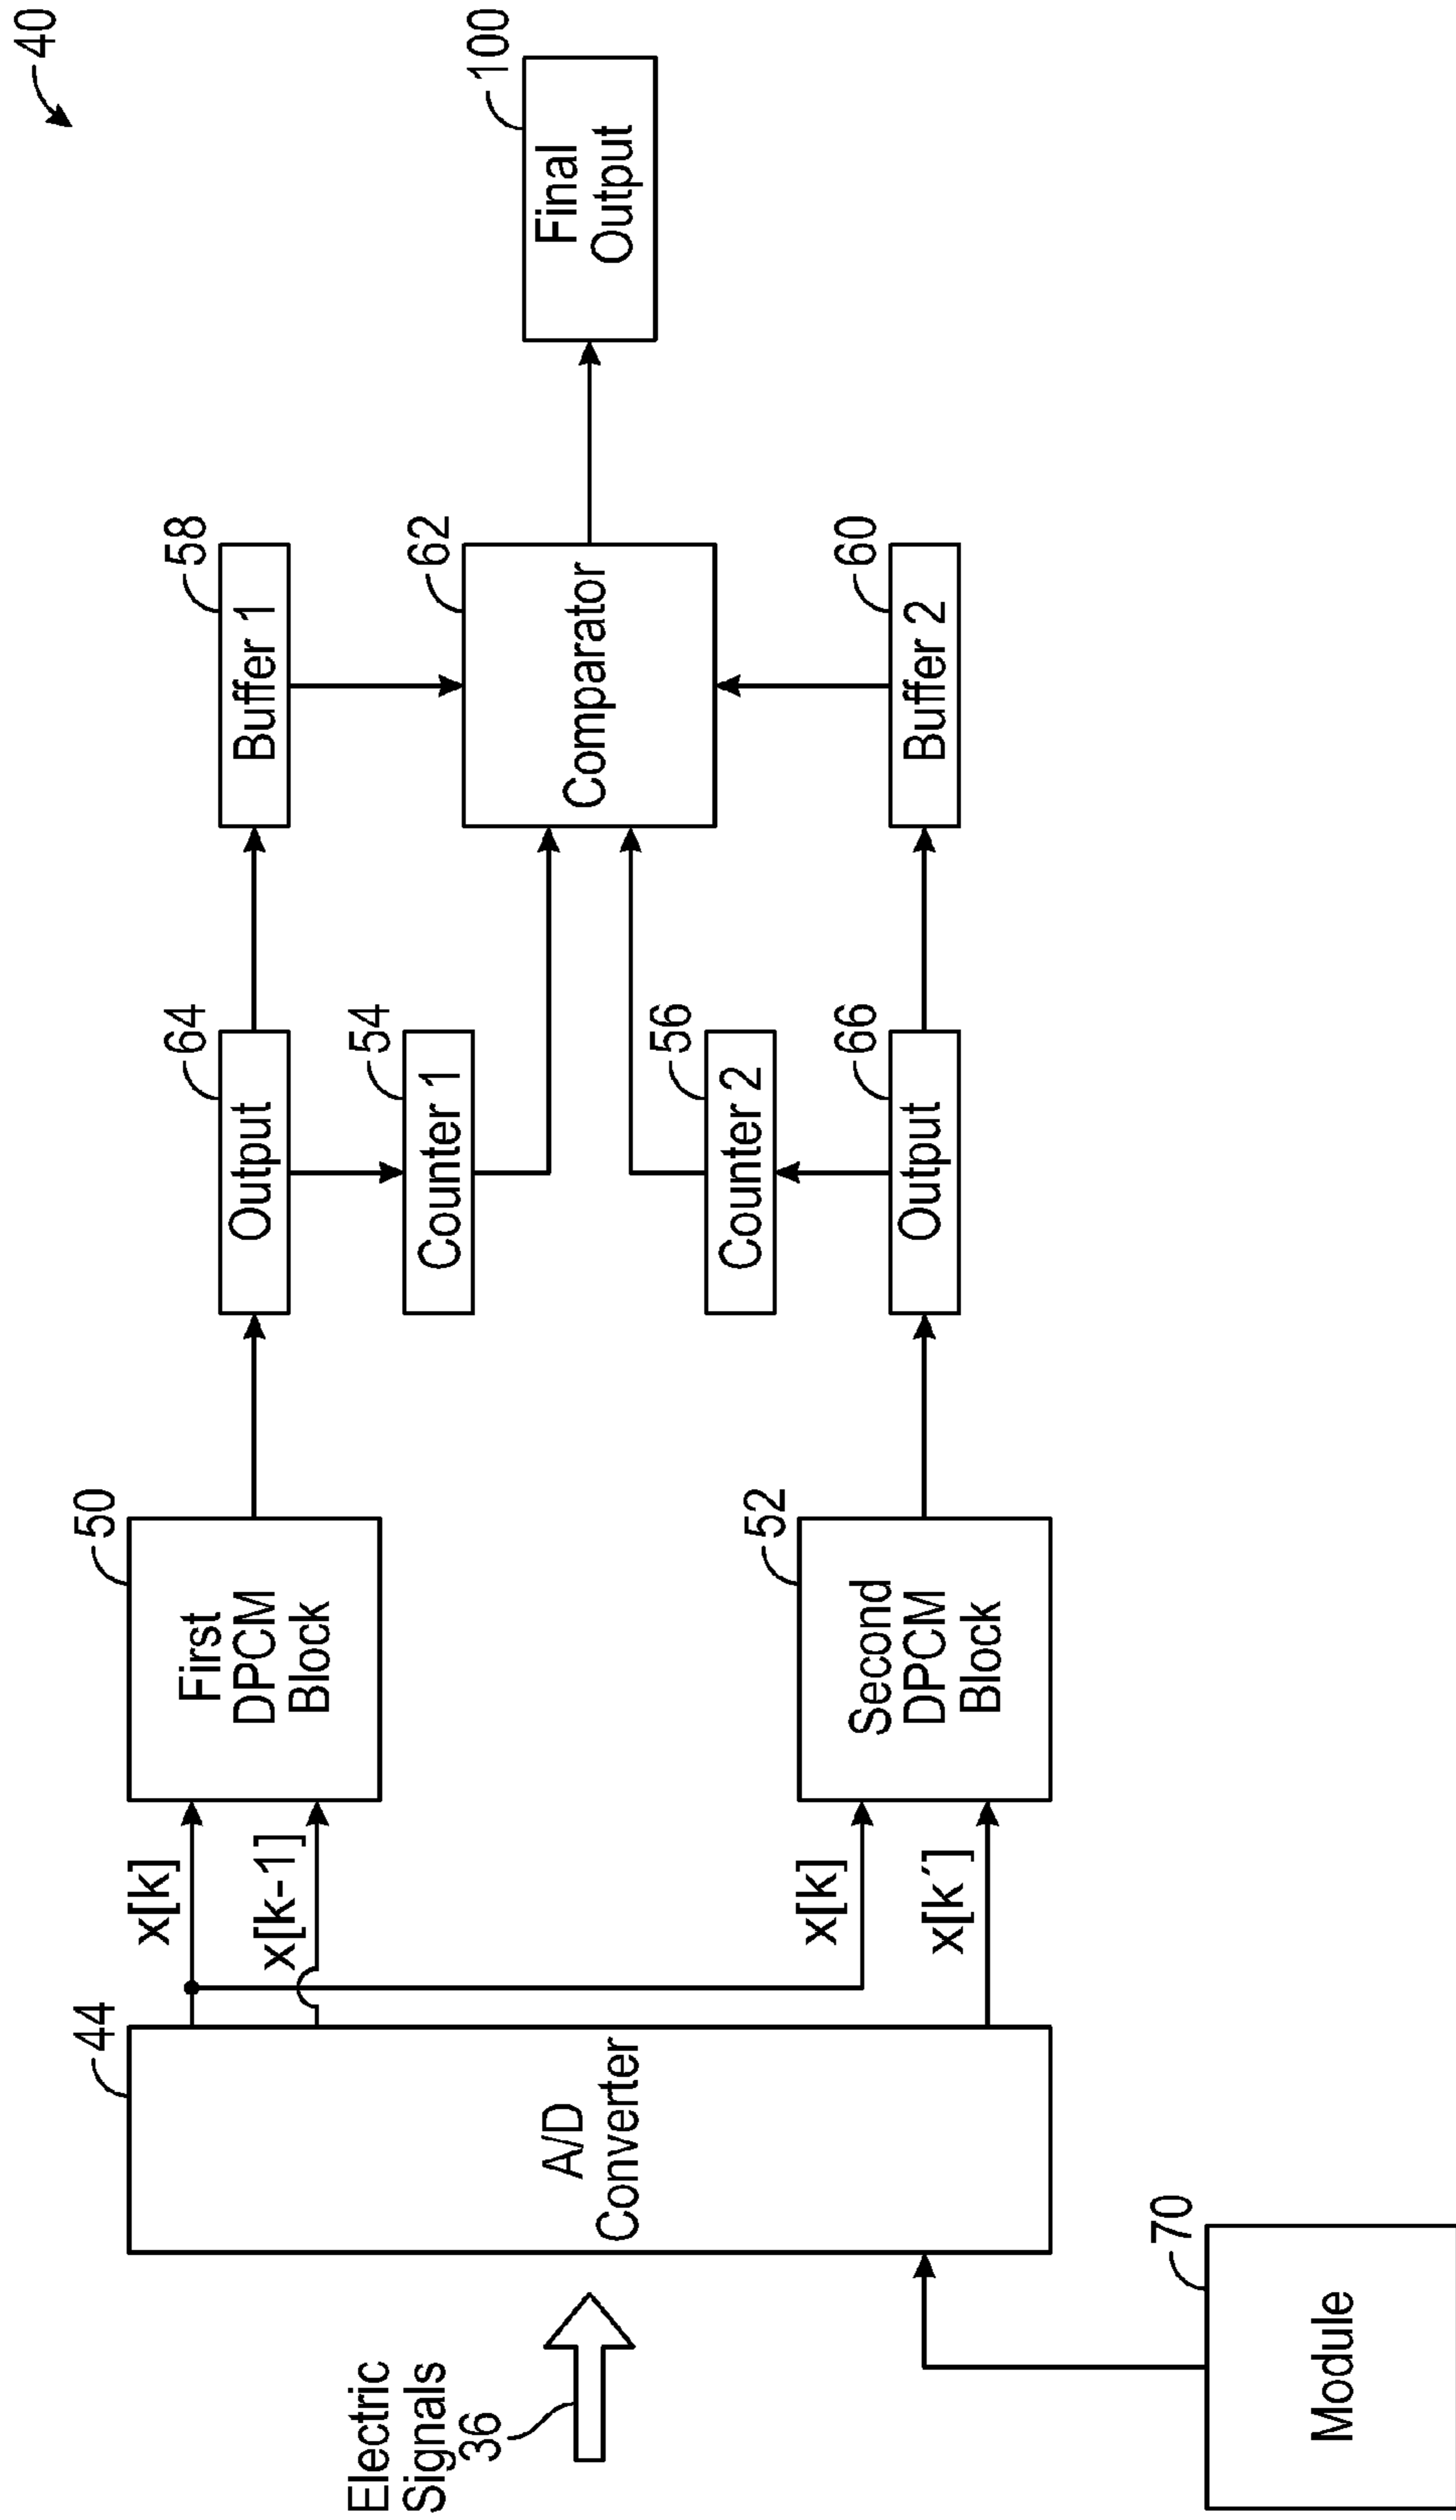 40
Electric
Signals
36
44
A/D
Converter
70
Module
x[k]
x[k-1]
x[k]
x[k´]
50
First
DPCM
Block
52
Second
DPCM
Block
64
Output
54
Counter 1
56
Counter 2
66
Output
58
Buffer 1
62
Comparator
60
Buffer 2
100
Final
Output